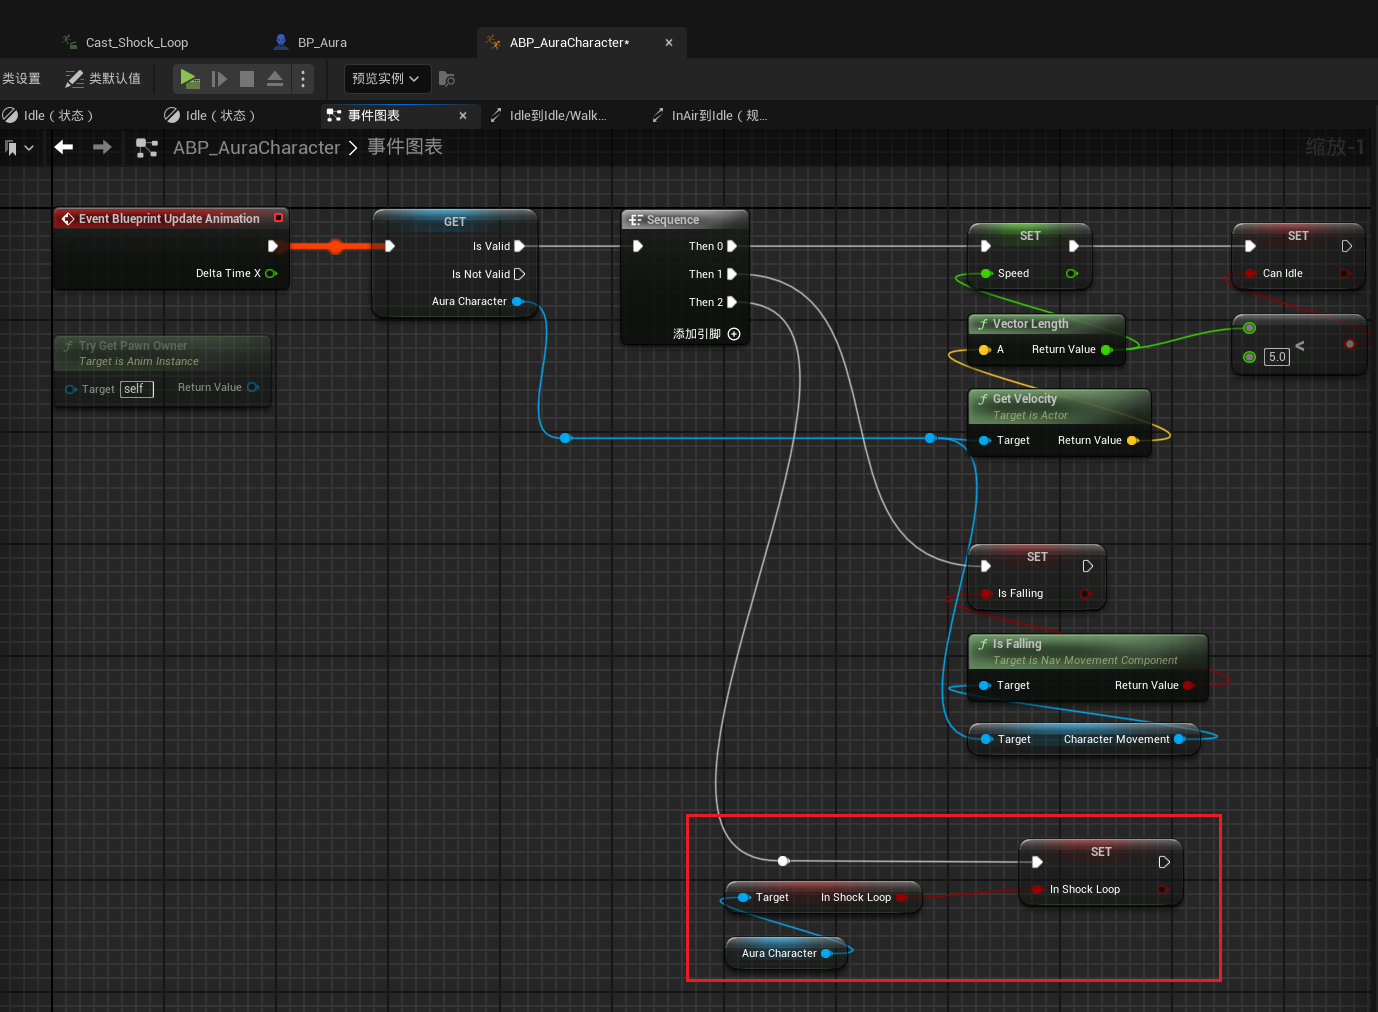 Cast_Shock_Loop
BP_Aura
ABP_AuraCharacter*
类设置
类默认值
预览实例
Idle（状态）
Idle（状态）
事件图表
Idle到Idle/Walk...
InAir到Idle（规...
ABP_AuraCharacter > 事件图表
缩放-1
Event Blueprint Update Animation
Delta Time X
Try Get Pawn Owner
Target is Anim Instance
Target self Return Value
GET
Is Valid
Is Not Valid
Aura Character
Sequence
Then 0
Then 1
Then 2
添加引脚
SET
Speed
SET
Can Idle
Vector Length
A Return Value
<
5.0
Get Velocity
Target is Actor
Target Return Value
SET
Is Falling
Is Falling
Target is Nav Movement Component
Target Return Value
Target Character Movement
SET
In Shock Loop
Target In Shock Loop
Aura Character